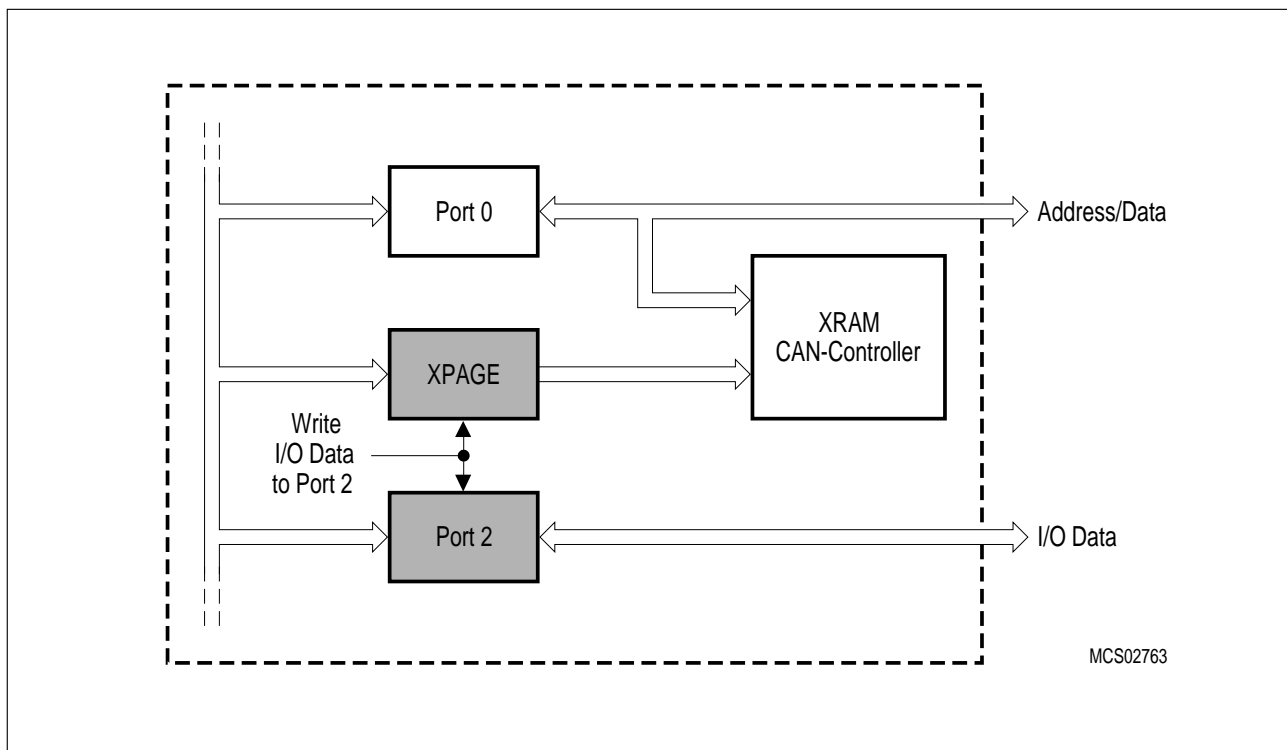 Port 0
Address/Data
XRAM
CAN-Controller
XPAGE
Write
I/O Data
to Port 2
Port 2
I/O Data
MCS02763